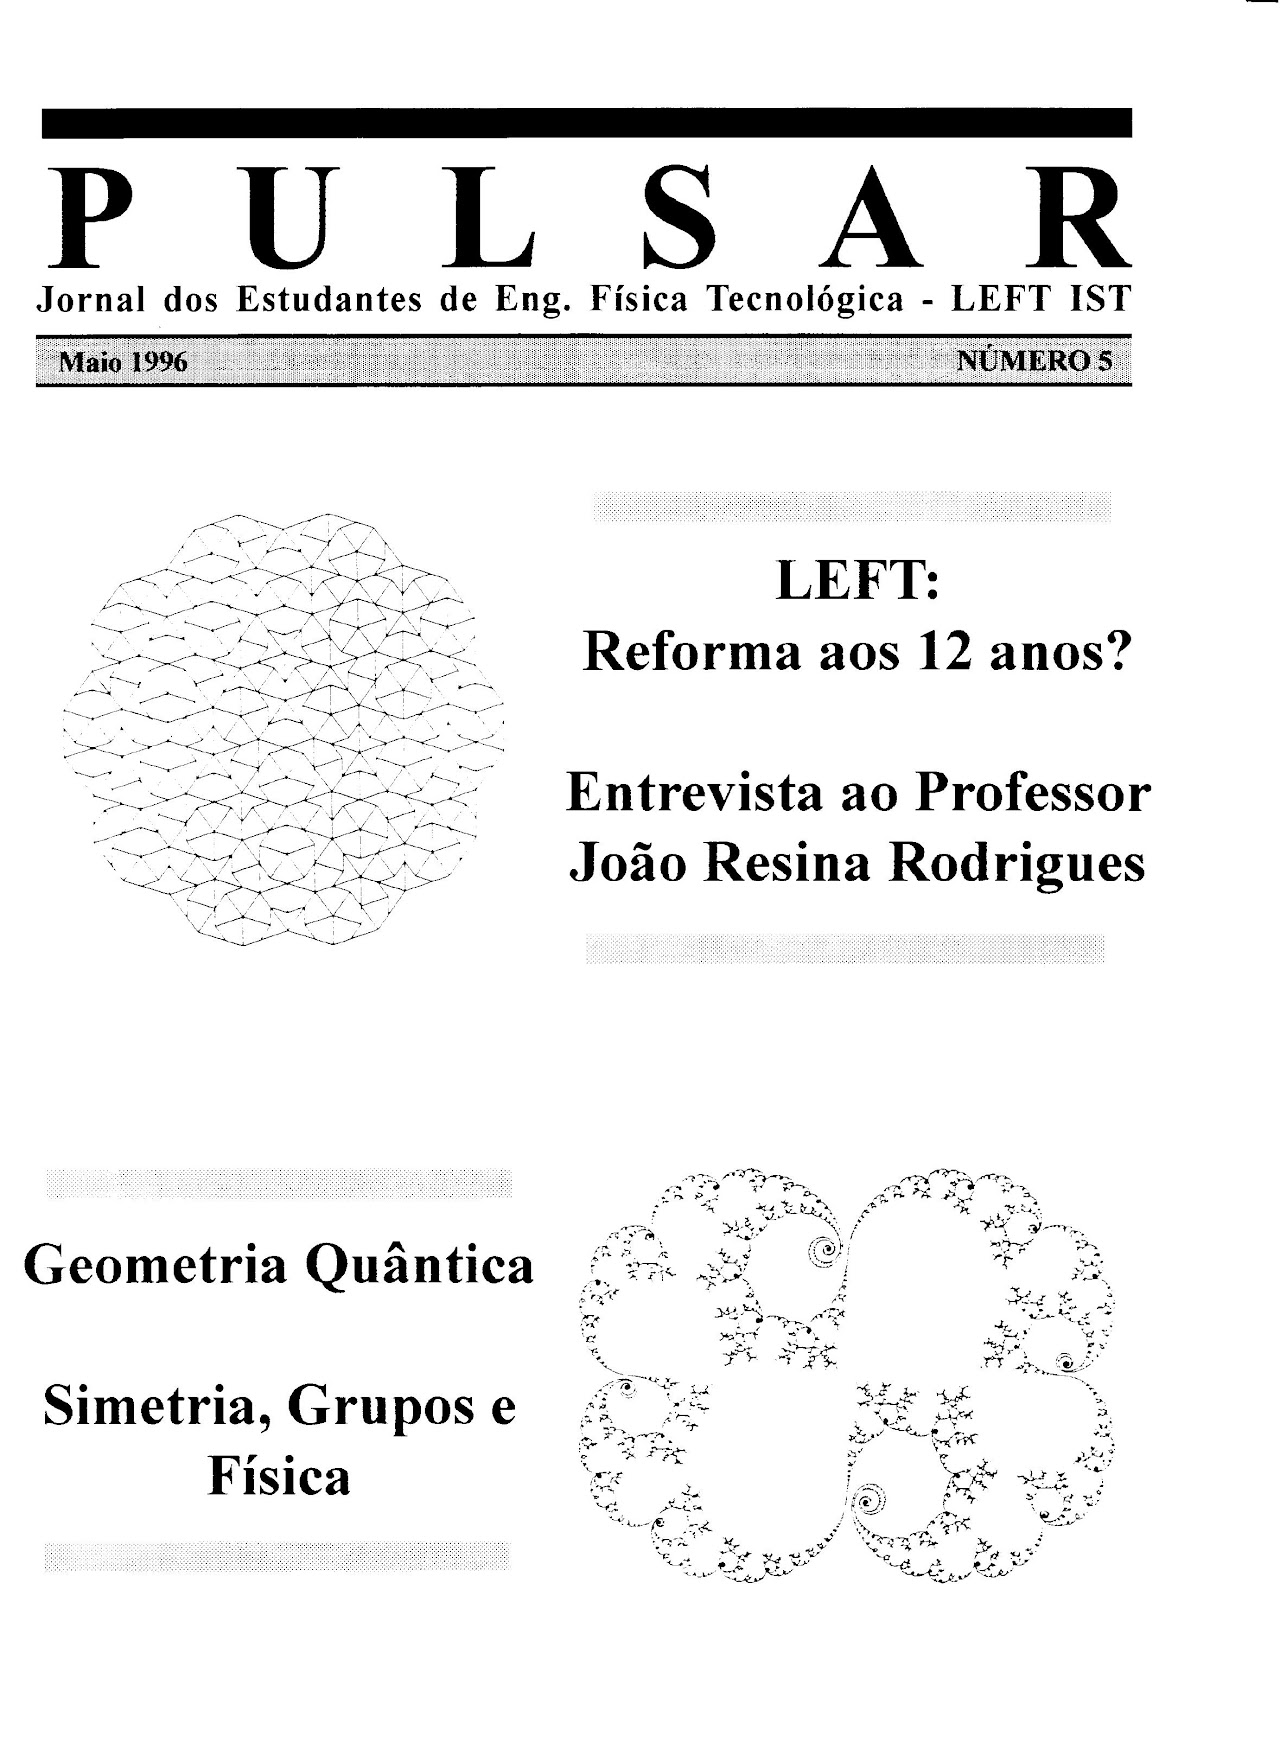 PULSAR
Jornal dos Estudantes de Eng. Física Tecnológica - LEFT IST
Maio 1996 NÚMERO 5
LEFT:
Reforma aos 12 anos?
Entrevista ao Professor
João Resina Rodrigues
Geometria Quântica
Simetria, Grupos e
Física